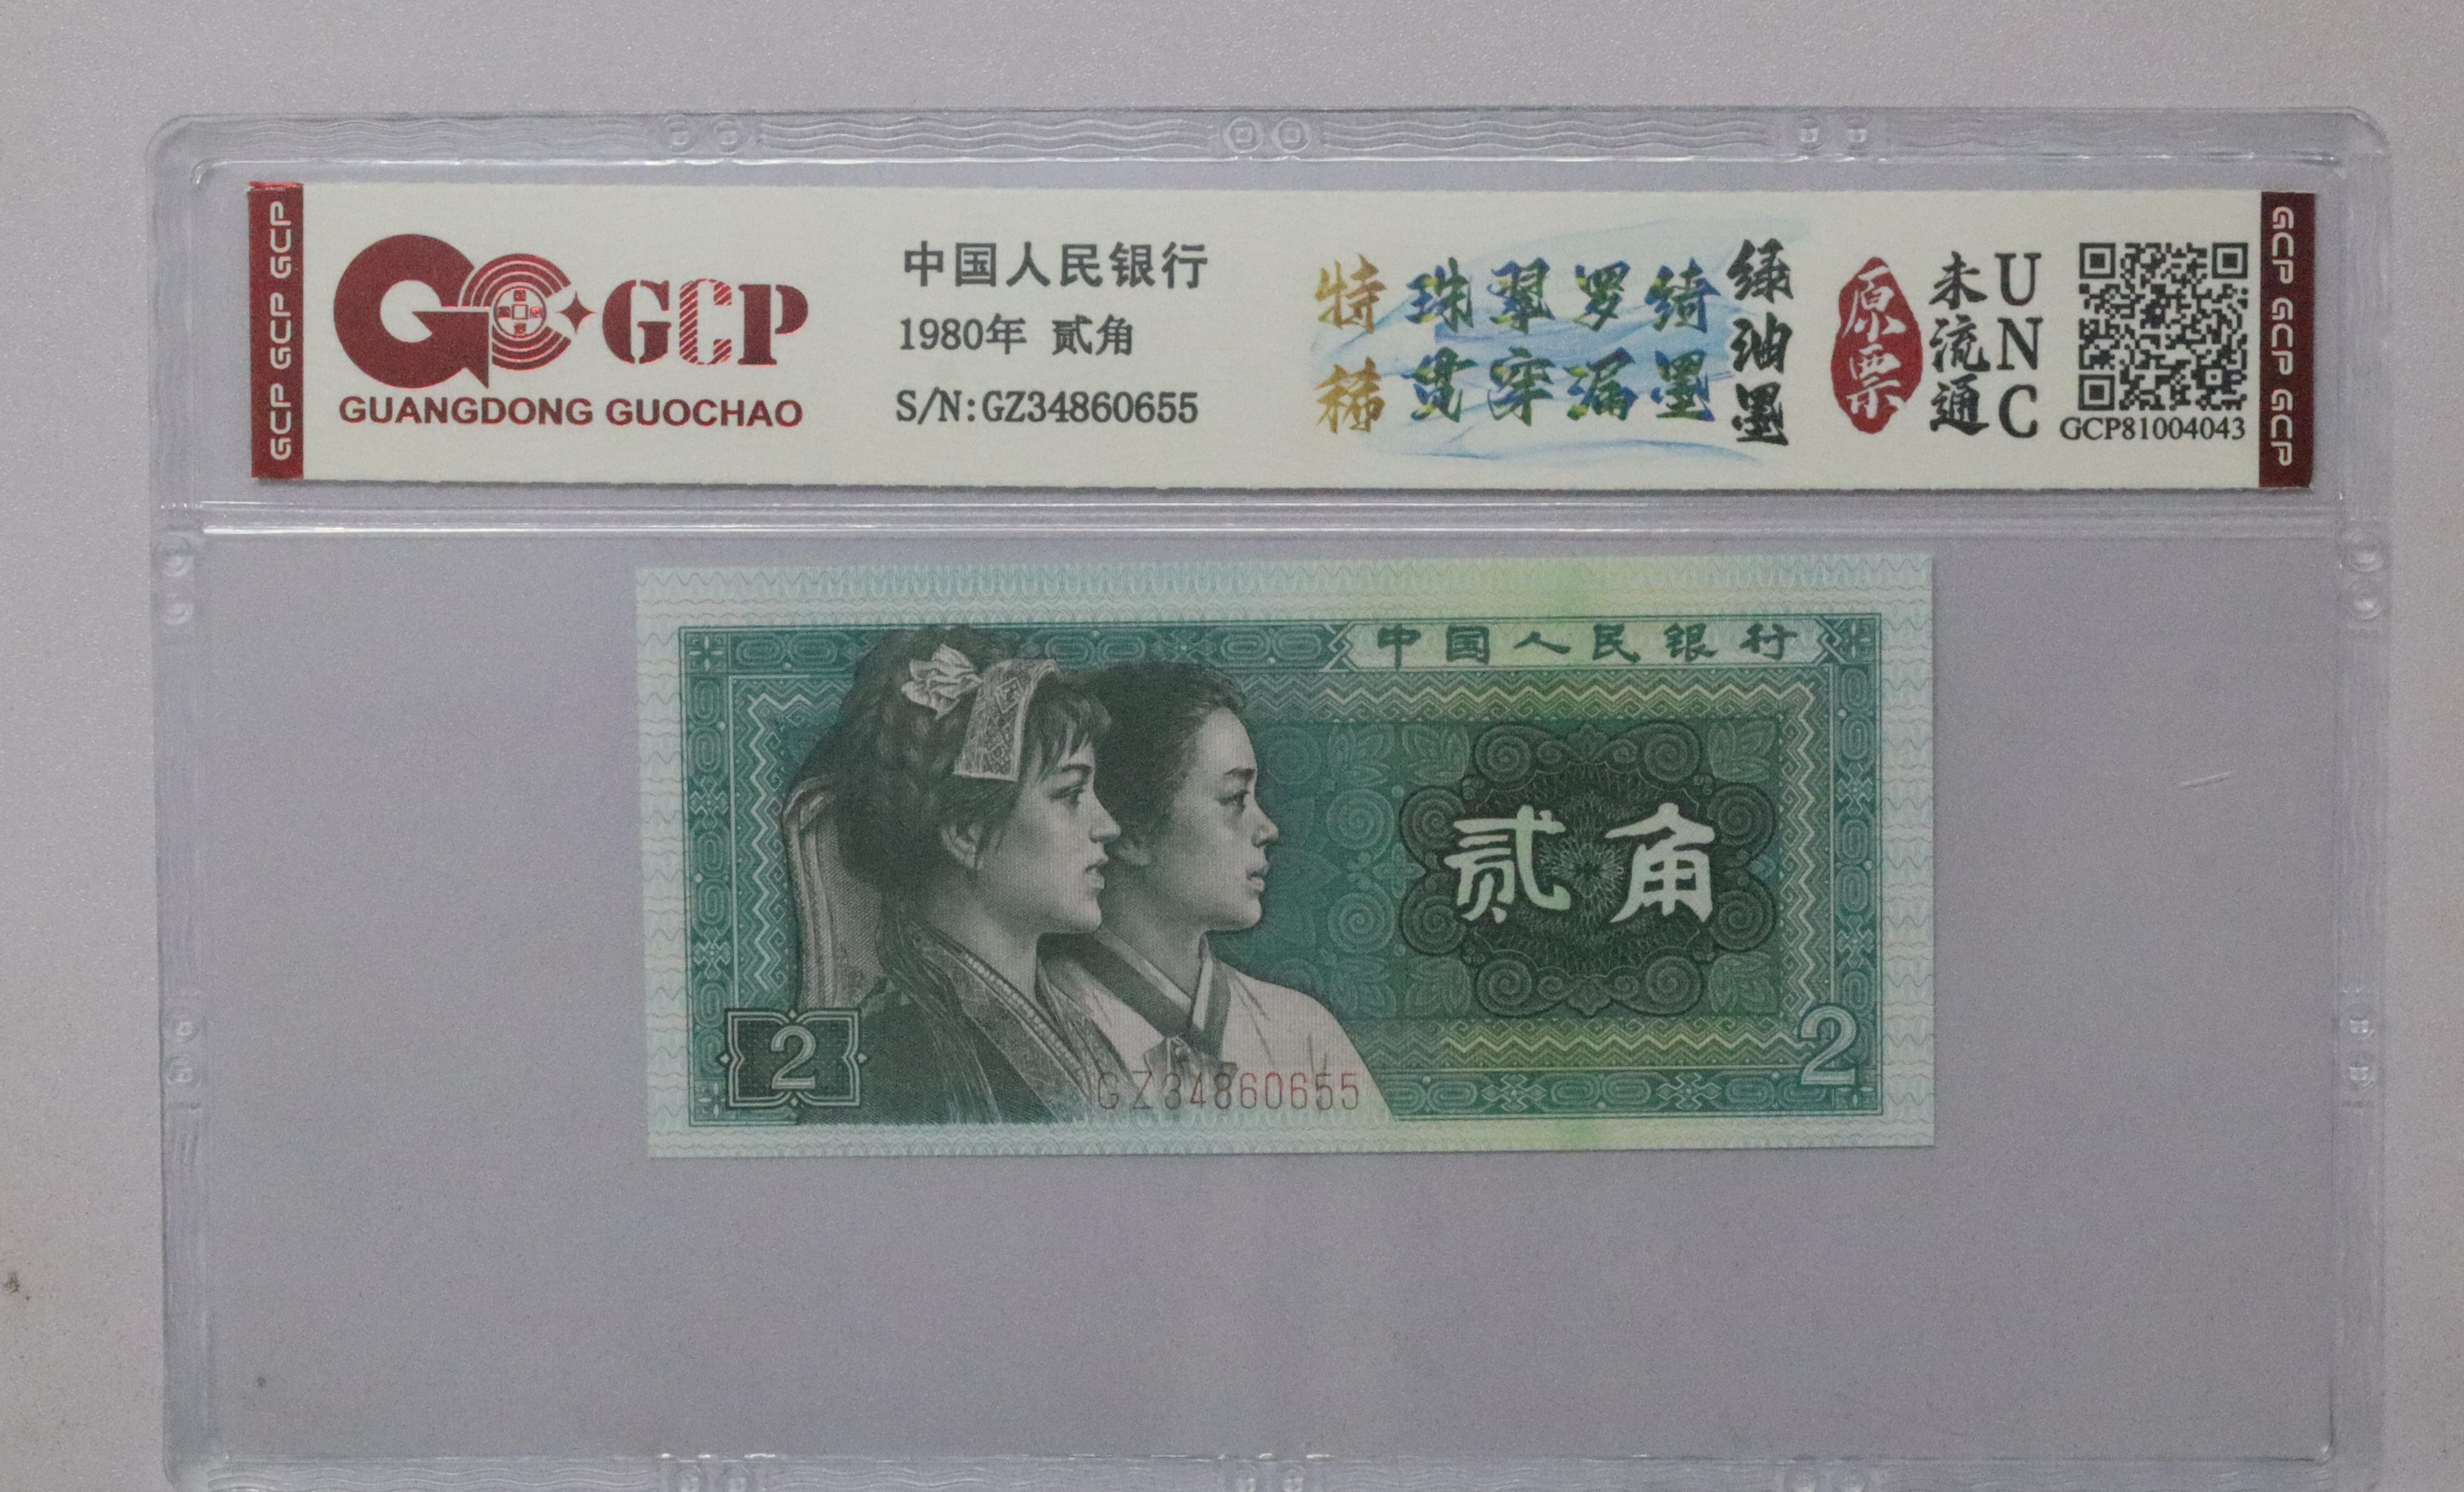 GCP GCP GCP
GCP
GUANGDONG GUOCHAO
中国人民银行
1980年 贰角
S/N:GZ34860655
特稀
珠翠罗绮
贯穿漏墨
绿油墨
原票
未流通
UNC
GCP81004043
GCP GCP GCP
中国人民银行
贰角
2
2
GZ34860655